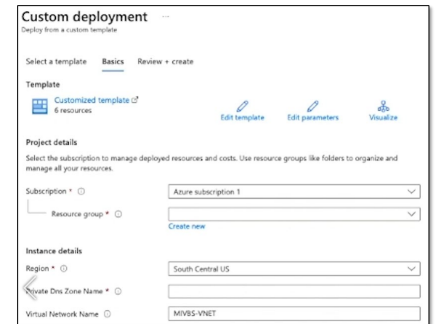 Custom deployment ...
Deploy from a custom template
Select a template Basics Review + create
Template
Customized template
6 resources
Edit template Edit parameters Visualize
Project details
Select the subscription to manage deployed resources and costs. Use resource groups like folders to organize and
manage all your resources.
Subscription * Azure subscription 1
Resource group *
Create new
Instance details
Region * South Central US
Private Dns Zone Name *
Virtual Network Name MIVBS-VNET